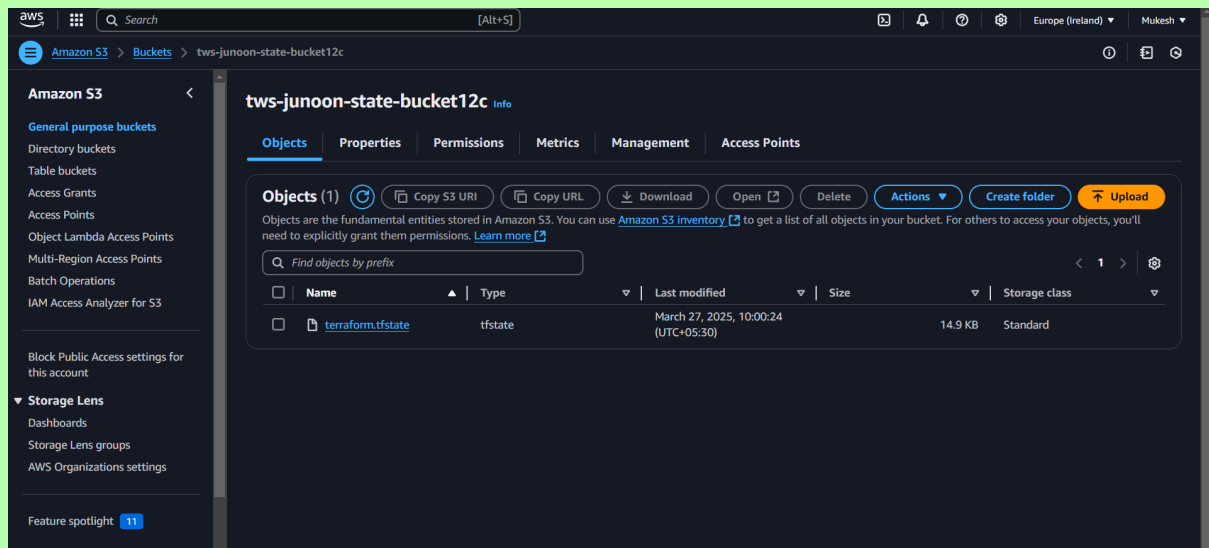 aws Search [Alt+S] Europe (Ireland) Mukesh
Amazon S3 > Buckets > tws-junoon-state-bucket12c
Amazon S3
General purpose buckets
Directory buckets
Table buckets
Access Grants
Access Points
Object Lambda Access Points
Multi-Region Access Points
Batch Operations
IAM Access Analyzer for S3
Block Public Access settings for
this account
Storage Lens
Dashboards
Storage Lens groups
AWS Organizations settings
Feature spotlight 11
tws-junoon-state-bucket12c Info
Objects Properties Permissions Metrics Management Access Points
Objects (1) Copy S3 URI Copy URL Download Open Delete Actions Create folder Upload
Objects are the fundamental entities stored in Amazon S3. You can use Amazon S3 inventory to get a list of all objects in your bucket. For others to access your objects, you'll
need to explicitly grant them permissions. Learn more
Find objects by prefix
1
Name Type Last modified Size Storage class
terraform.tfstate tfstate March 27, 2025, 10:00:24 14.9 KB Standard
(UTC+05:30)